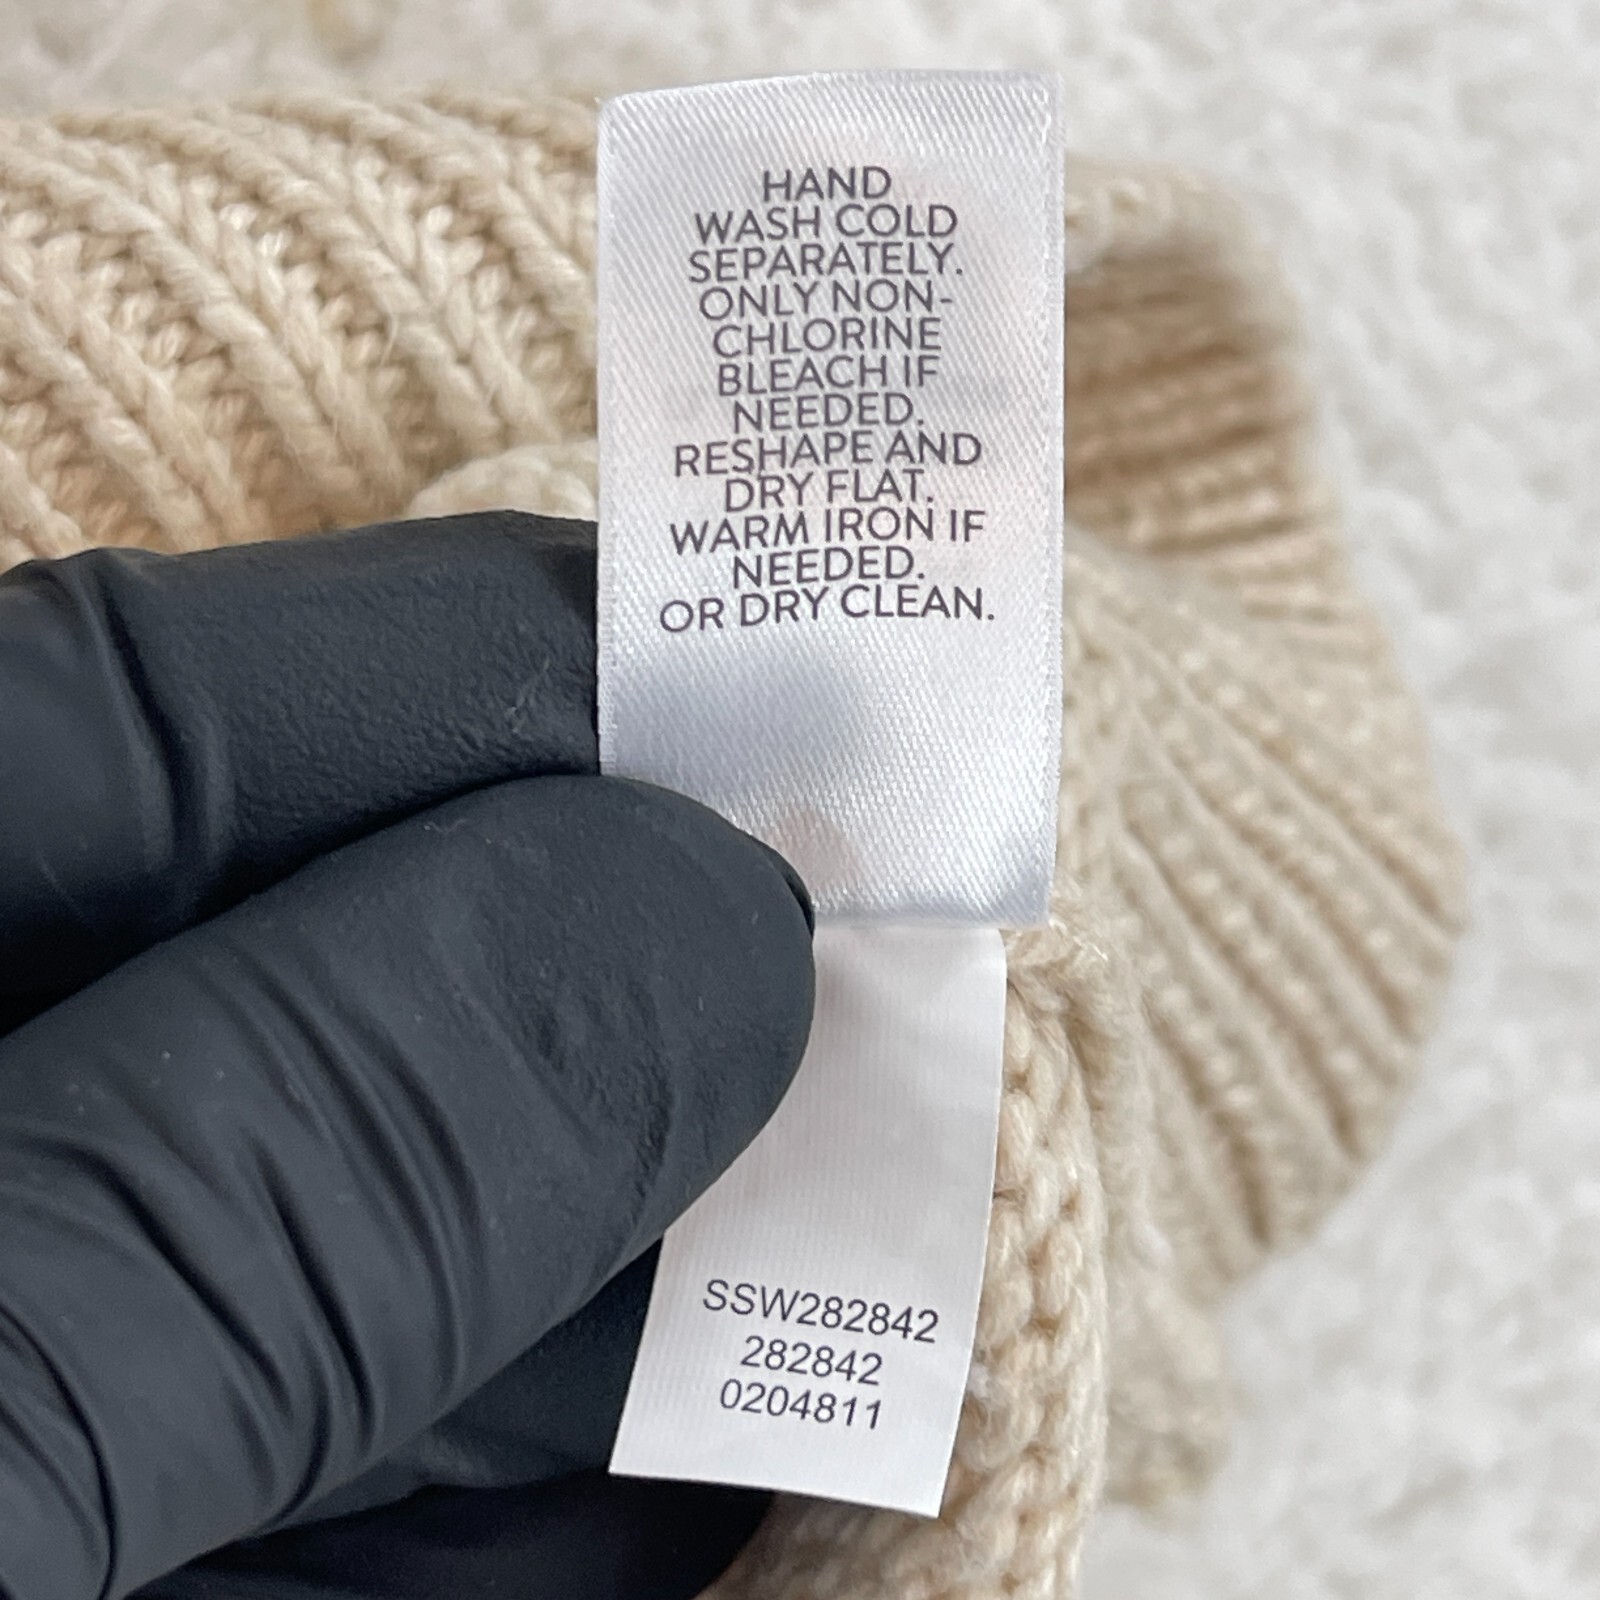 HAND
WASH COLD
SEPARATELY.
ONLY NON-
CHLORINE
BLEACH IF
NEEDED.
RESHAPE AND
DRY FLAT.
WARM IRON IF
NEEDED.
OR DRY CLEAN.
SSW282842
282842
0204811